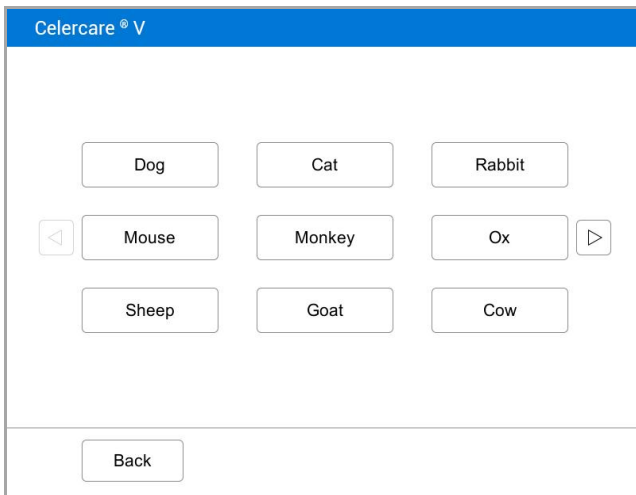 Celercare ® V
Dog Cat Rabbit
Mouse Monkey Ox
Sheep Goat Cow
Back